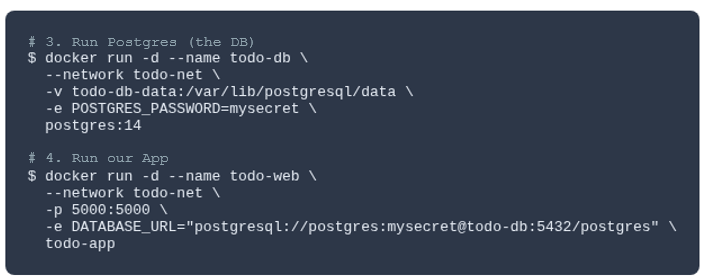 # 3. Run Postgres (the DB)
$ docker run -d --name todo-db \
  --network todo-net \
  -v todo-db-data:/var/lib/postgresql/data \
  -e POSTGRES_PASSWORD=mysecret \
  postgres:14

# 4. Run our App
$ docker run -d --name todo-web \
  --network todo-net \
  -p 5000:5000 \
  -e DATABASE_URL="postgresql://postgres:mysecret@todo-db:5432/postgres" \
  todo-app